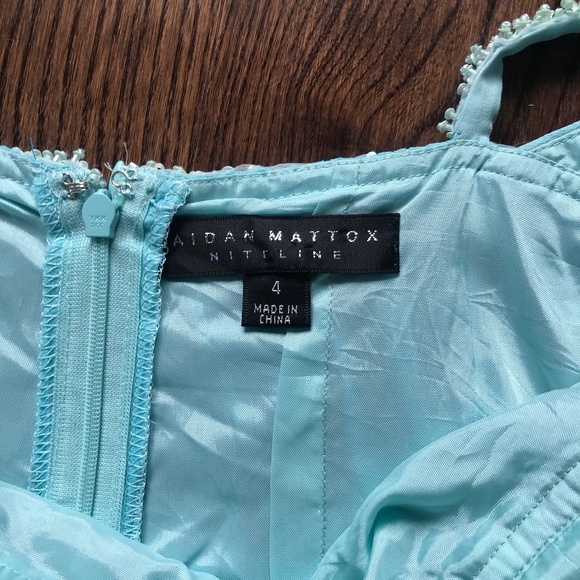 AIDAN MATTOX
NITELINE
4
MADE IN
CHINA